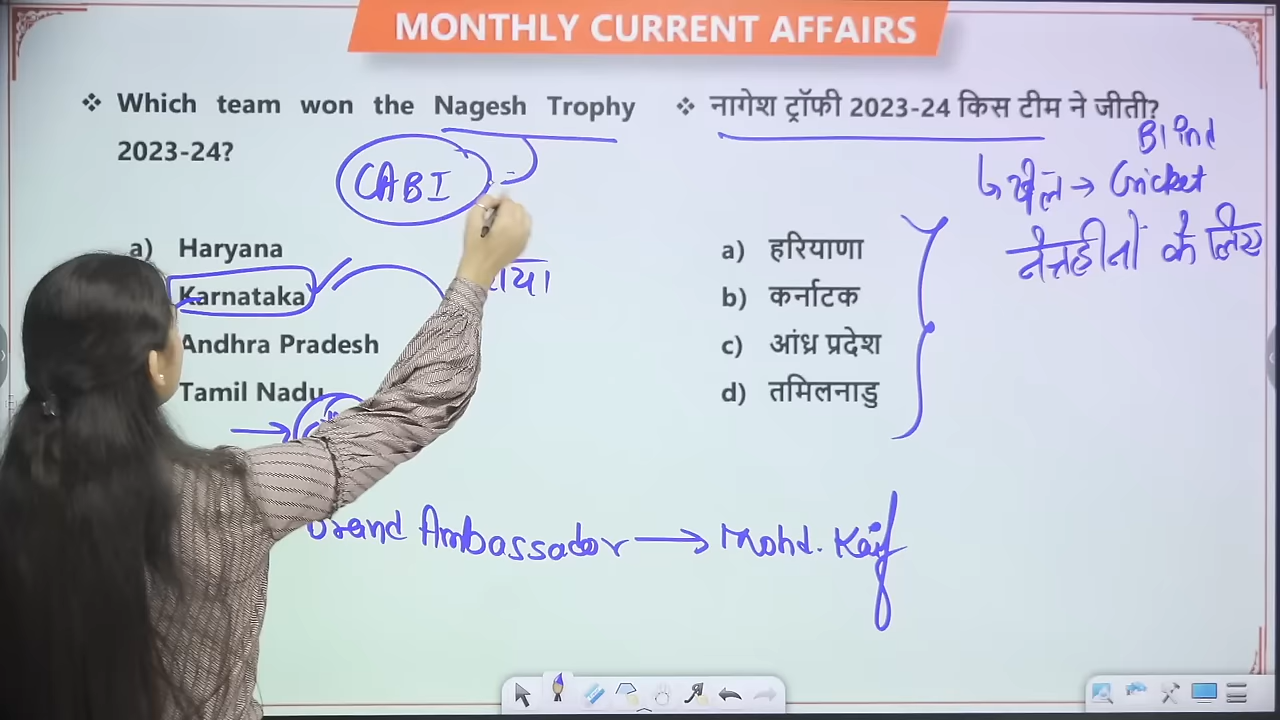 MONTHLY CURRENT AFFAIRS
❖ Which team won the Nagesh Trophy
2023-24?
CABI
a) Haryana
Karnataka
Andhra Pradesh
Tamil Nadu
❖ नागेश ट्रॉफी 2023-24 किस टीम ने जीती?
Blind
खेल → Cricket
नेत्रहीनों के लिए
a) हरियाणा
b) कर्नाटक
c) आंध्र प्रदेश
d) तमिलनाडु
Brand Ambassador → Mohd. Kaif